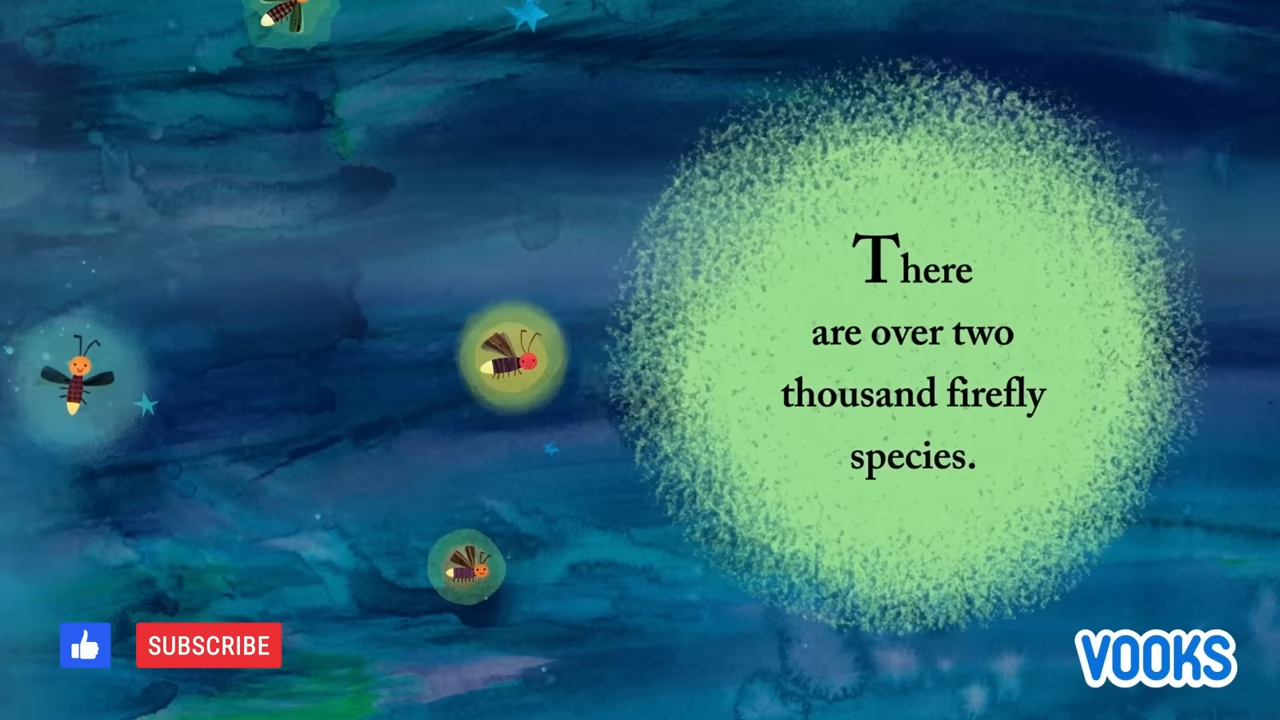 There
are over two
thousand firefly
species.
SUBSCRIBE
VOOKS